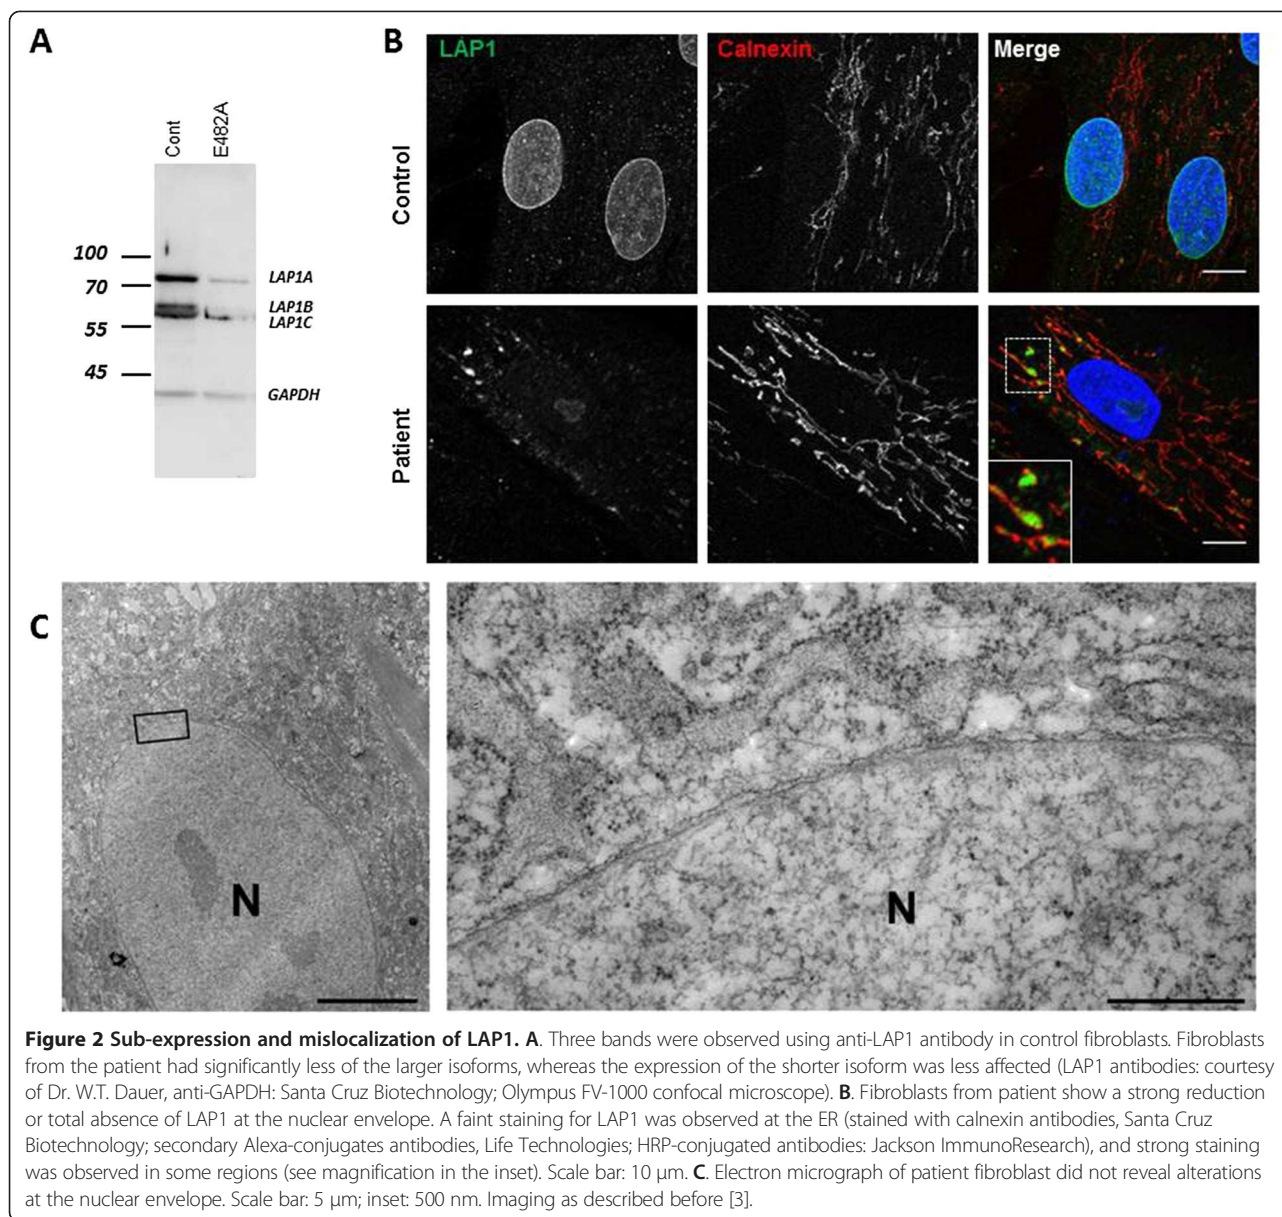 A
Cont
E482A
100
70
55
45
LAP1A
LAP1B
LAP1C
GAPDH
B
LAP1
Calnexin
Merge
Control
Patient
C
N
N
Figure 2 Sub-expression and mislocalization of LAP1. A. Three bands were observed using anti-LAP1 antibody in control fibroblasts. Fibroblasts
from the patient had significantly less of the larger isoforms, whereas the expression of the shorter isoform was less affected (LAP1 antibodies: courtesy
of Dr. W.T. Dauer, anti-GAPDH: Santa Cruz Biotechnology; Olympus FV-1000 confocal microscope). B. Fibroblasts from patient show a strong reduction
or total absence of LAP1 at the nuclear envelope. A faint staining for LAP1 was observed at the ER (stained with calnexin antibodies, Santa Cruz
Biotechnology; secondary Alexa-conjugates antibodies, Life Technologies; HRP-conjugated antibodies: Jackson ImmunoResearch), and strong staining
was observed in some regions (see magnification in the inset). Scale bar: 10 μm. C. Electron micrograph of patient fibroblast did not reveal alterations
at the nuclear envelope. Scale bar: 5 μm; inset: 500 nm. Imaging as described before [3].